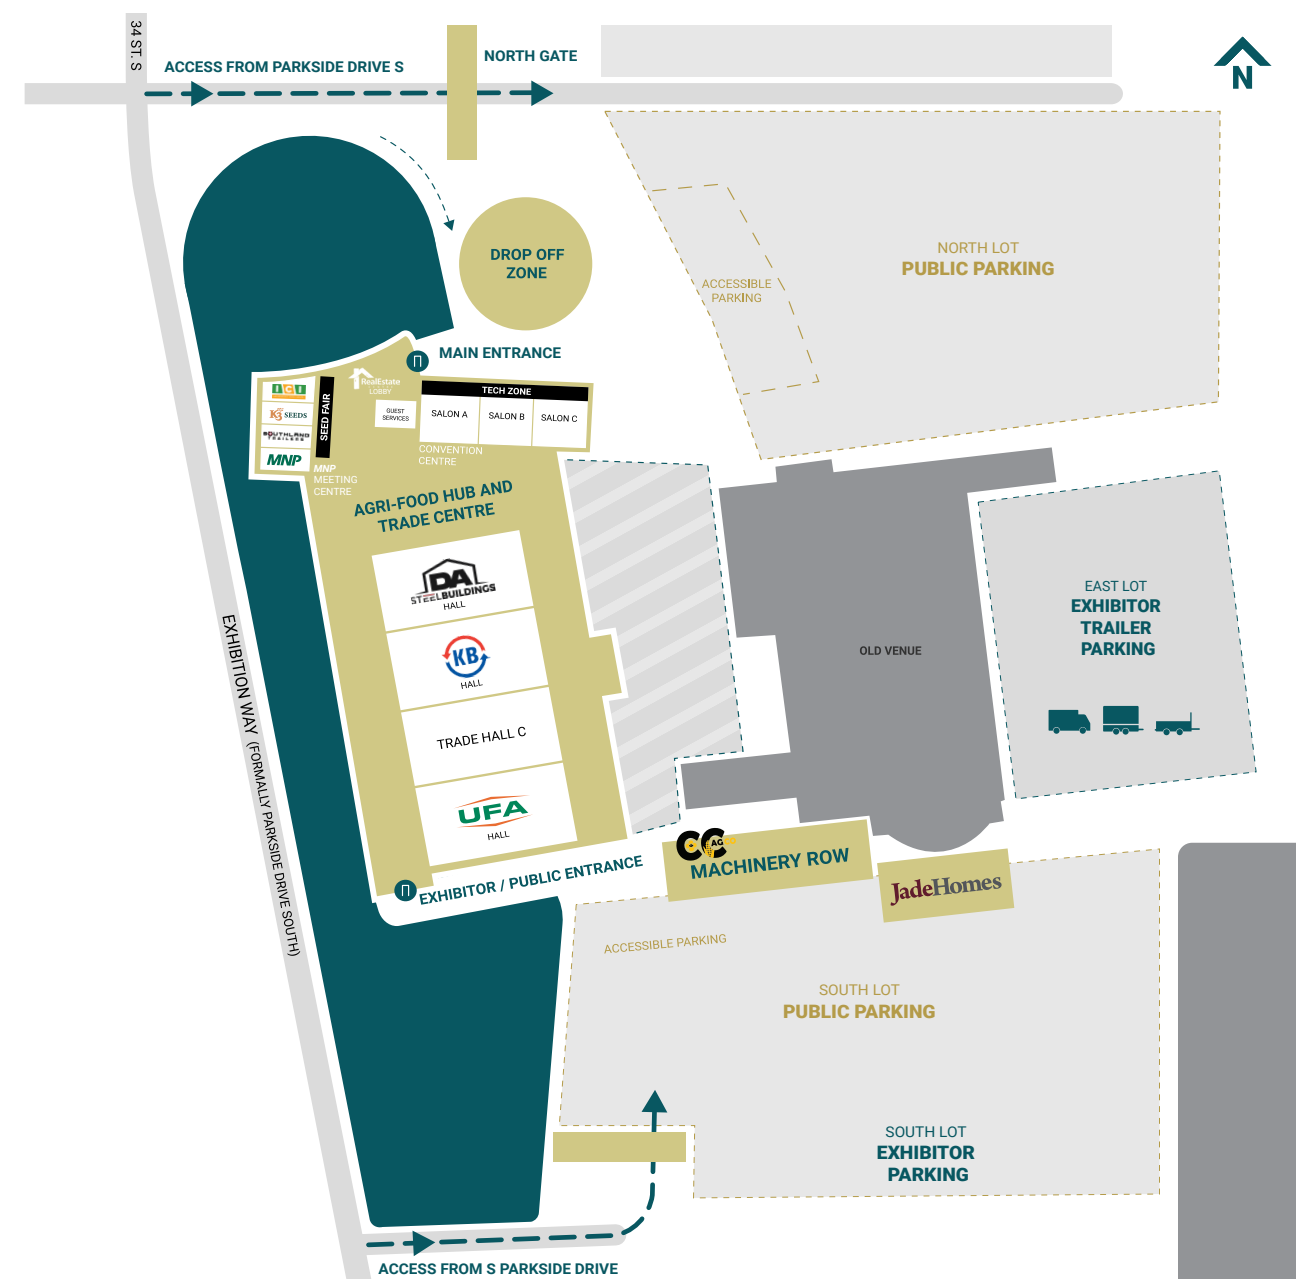 34 ST. S
ACCESS FROM PARKSIDE DRIVE S
NORTH GATE
N
DROP OFF
ZONE
NORTH LOT
PUBLIC PARKING
ACCESSIBLE
PARKING
MAIN ENTRANCE
ICI
K3 SEEDS
SOUTHLAND
TRAILERS
MNP
SEED FAIR
RealEstate
LOBBY
GUEST
SERVICES
TECH ZONE
SALON A
SALON B
SALON C
CONVENTION
CENTRE
MNP
MEETING
CENTRE
AGRI-FOOD HUB AND
TRADE CENTRE
DA
STEELBUILDINGS
HALL
KB
HALL
TRADE HALL C
UFA
HALL
OLD VENUE
EAST LOT
EXHIBITOR
TRAILER
PARKING
EXHIBITION WAY (FORMALLY PARKSIDE DRIVE SOUTH)
EXHIBITOR / PUBLIC ENTRANCE
MACHINERY ROW
JadeHomes
ACCESSIBLE PARKING
SOUTH LOT
PUBLIC PARKING
SOUTH LOT
EXHIBITOR
PARKING
ACCESS FROM S PARKSIDE DRIVE